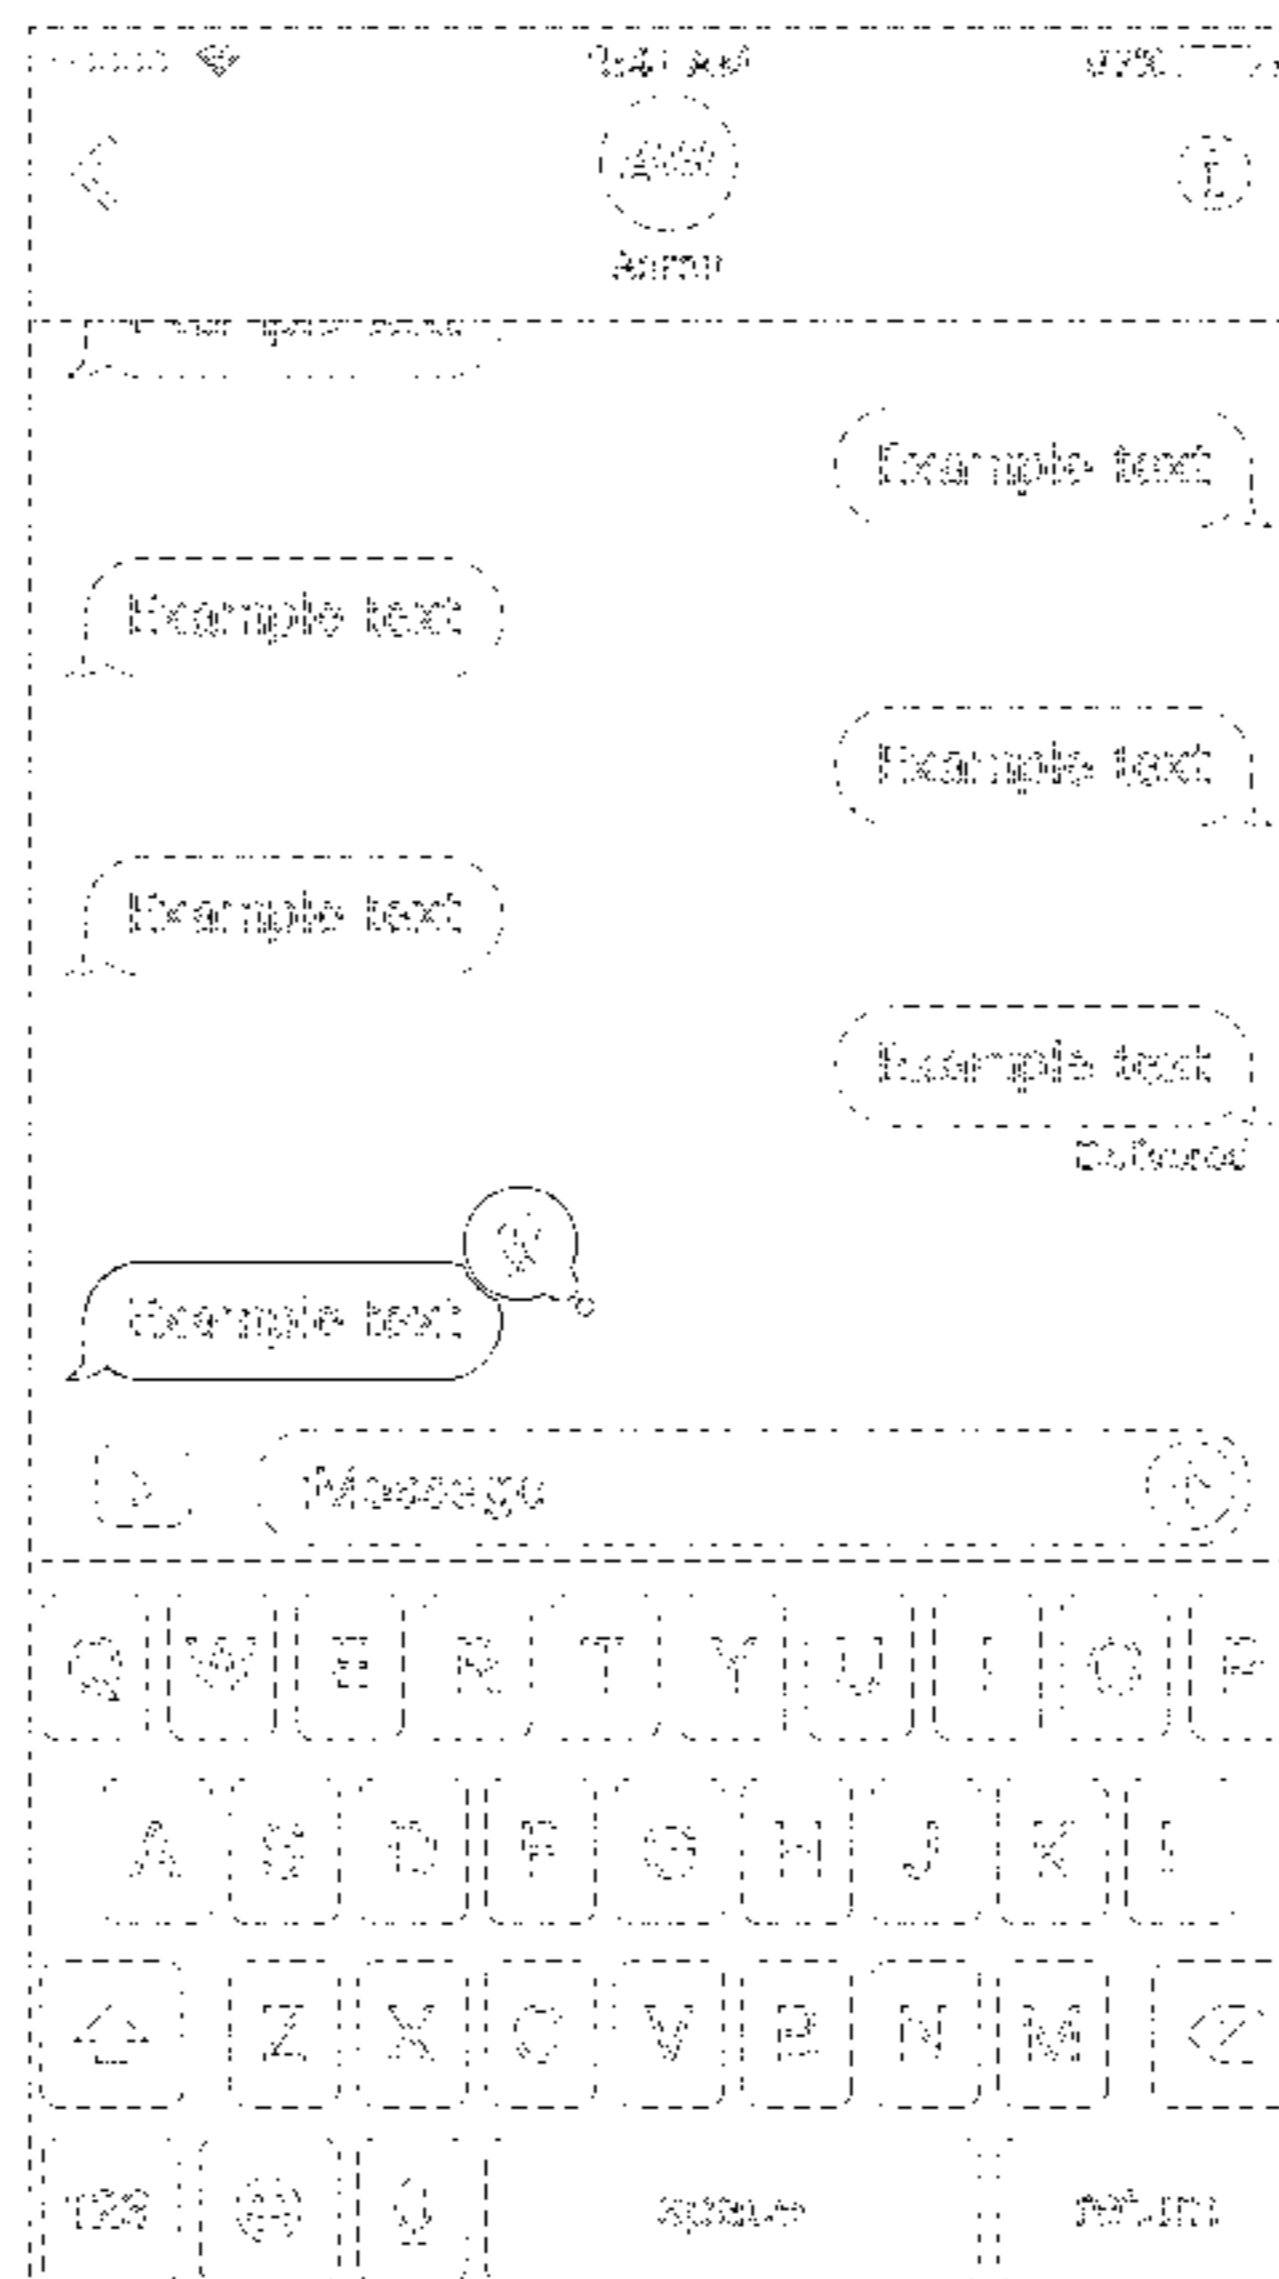 9:41 AM 97%
Aaron
Example text
Example text
Example text
Example text
Example text
Delivered
Example text
Message
Q W E R T Y U I O P
A S D F G H J K L
Z X C V B N M
123 space return